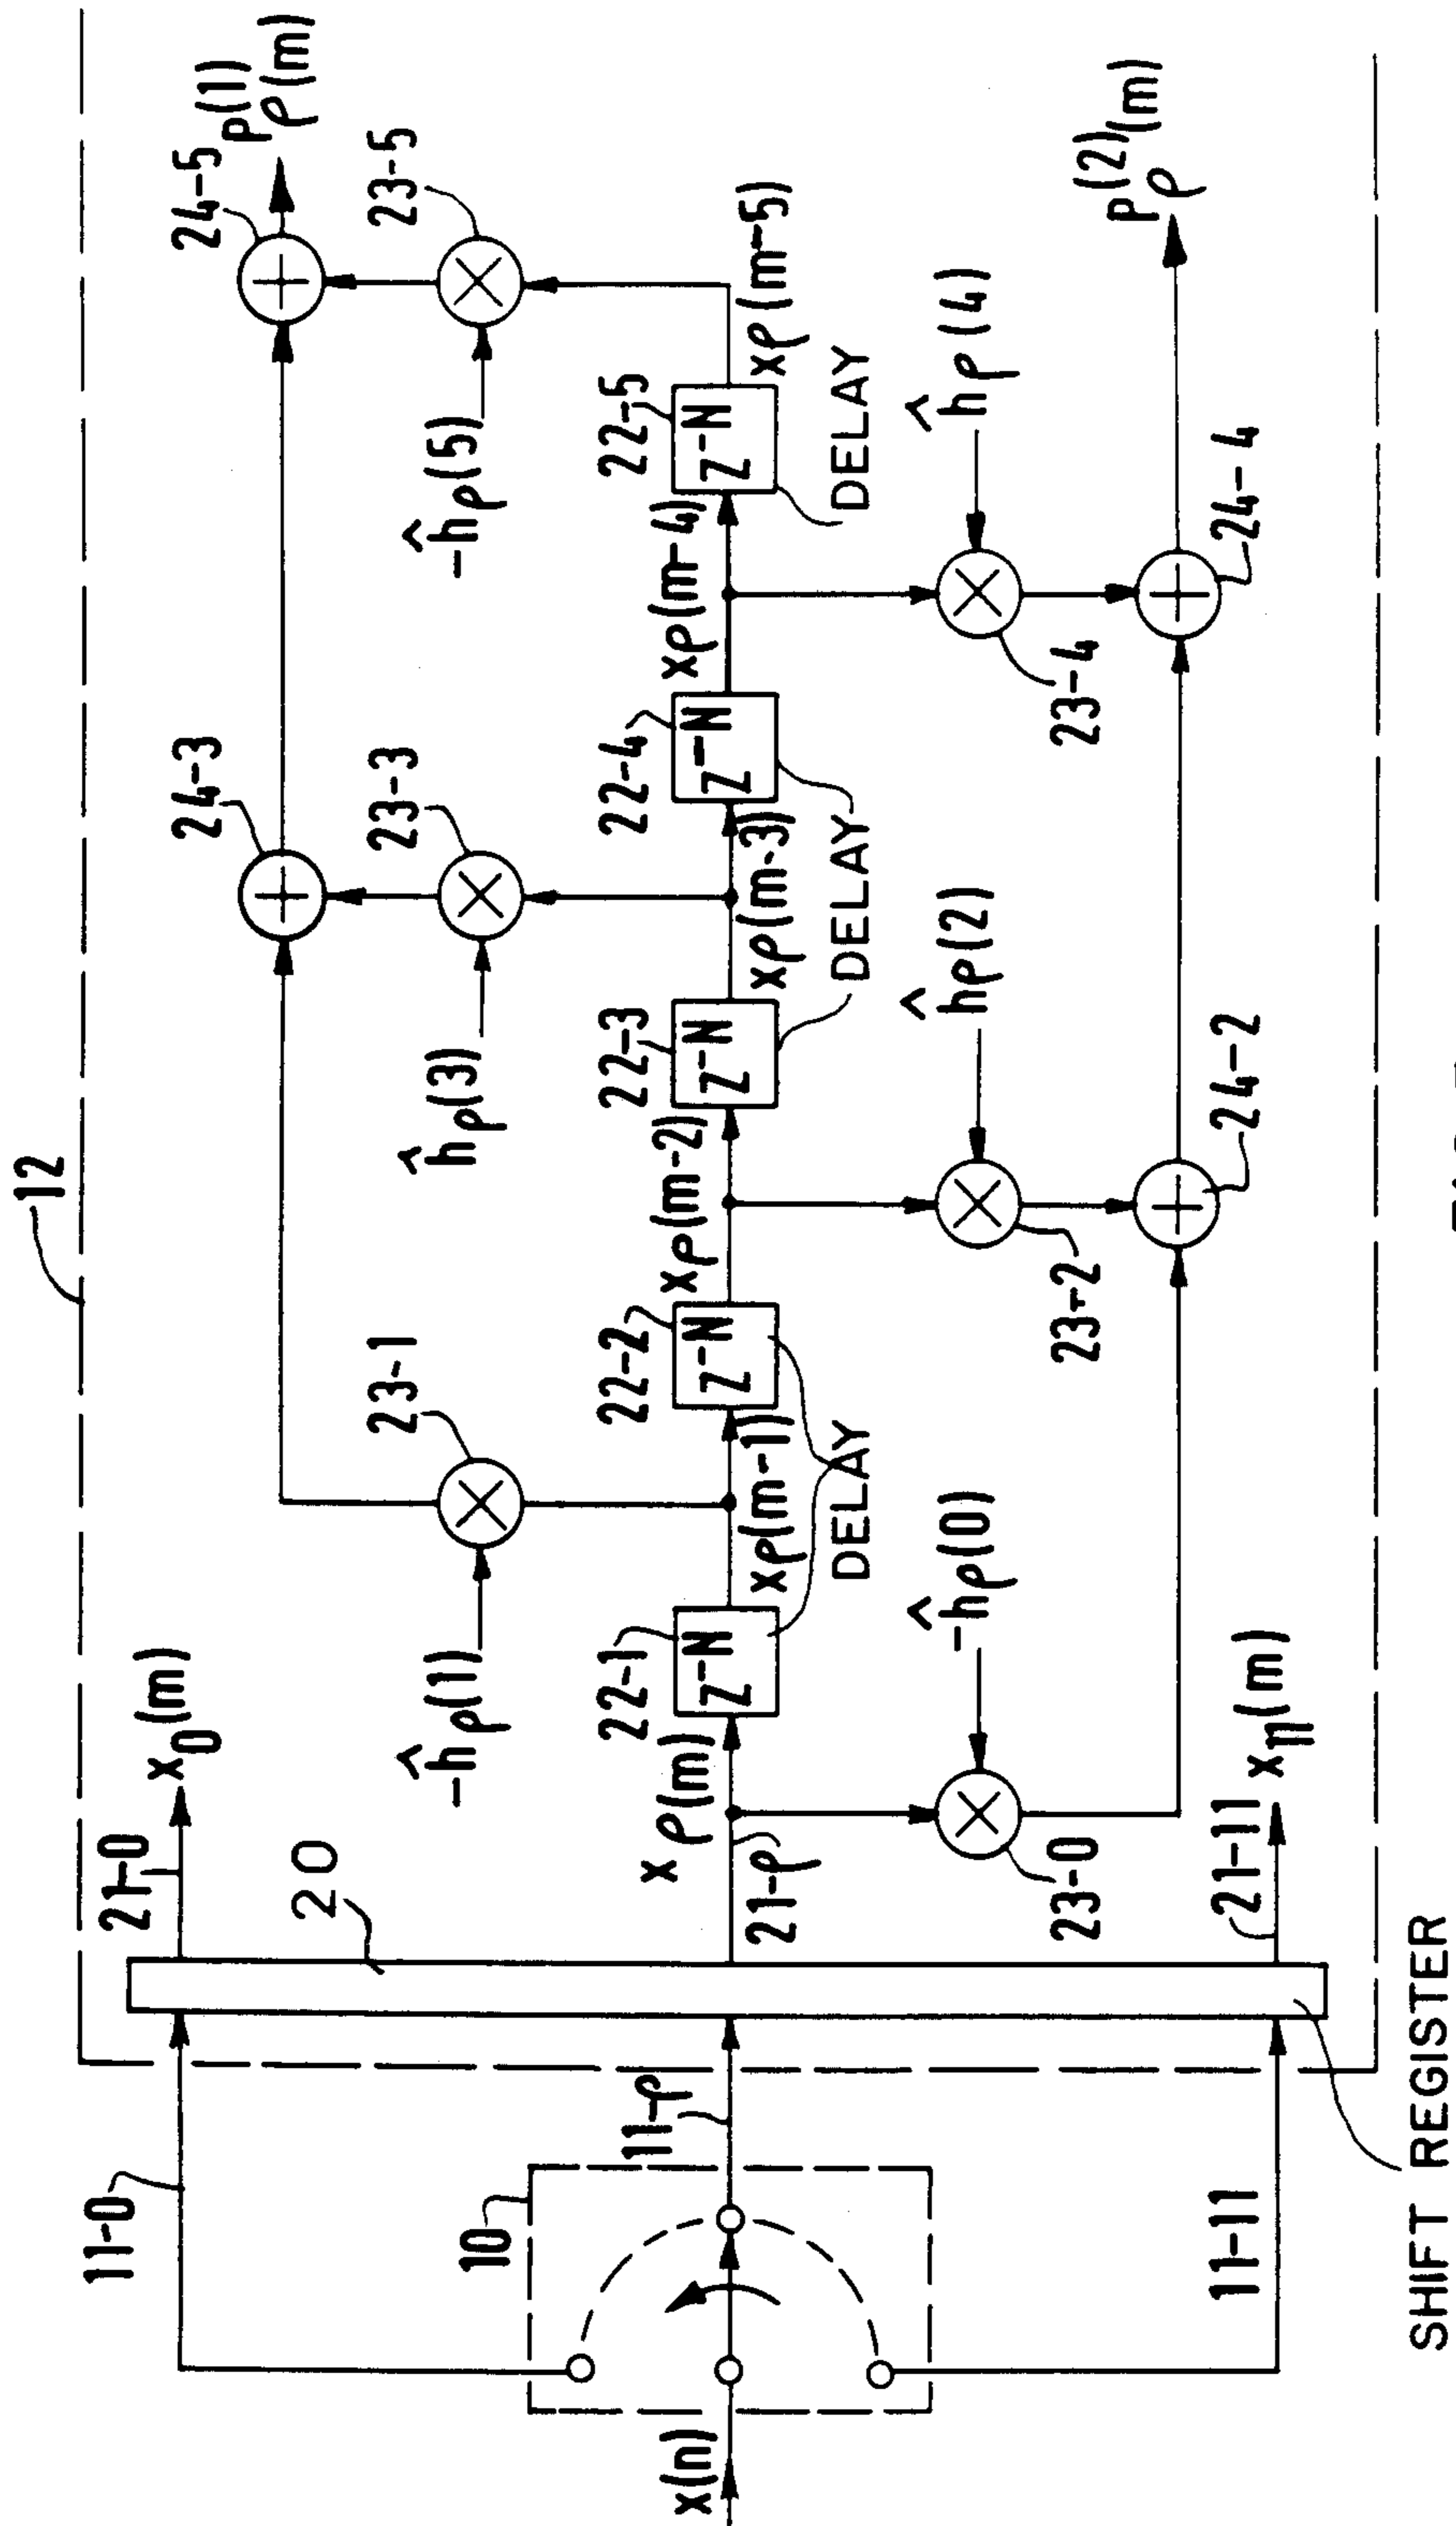 12
11-0
21-0
x₀(m)
20
-ĥρ(1)
23-1
ĥρ(3)
23-3
24-3
-ĥρ(5)
23-5
24-5
pρ⁽¹⁾(m)
10
x(n)
11-ρ
21-ρ
xρ(m)
22-1
Z⁻ᴺ
xρ(m-1)
22-2
Z⁻ᴺ
xρ(m-2)
22-3
Z⁻ᴺ
xρ(m-3)
22-4
Z⁻ᴺ
xρ(m-4)
22-5
Z⁻ᴺ
xρ(m-5)
DELAY
DELAY
DELAY
-ĥρ(0)
23-0
ĥρ(2)
23-2
24-2
ĥρ(4)
23-4
24-4
pρ⁽²⁾(m)
11-11
21-11
x₁₁(m)
SHIFT REGISTER